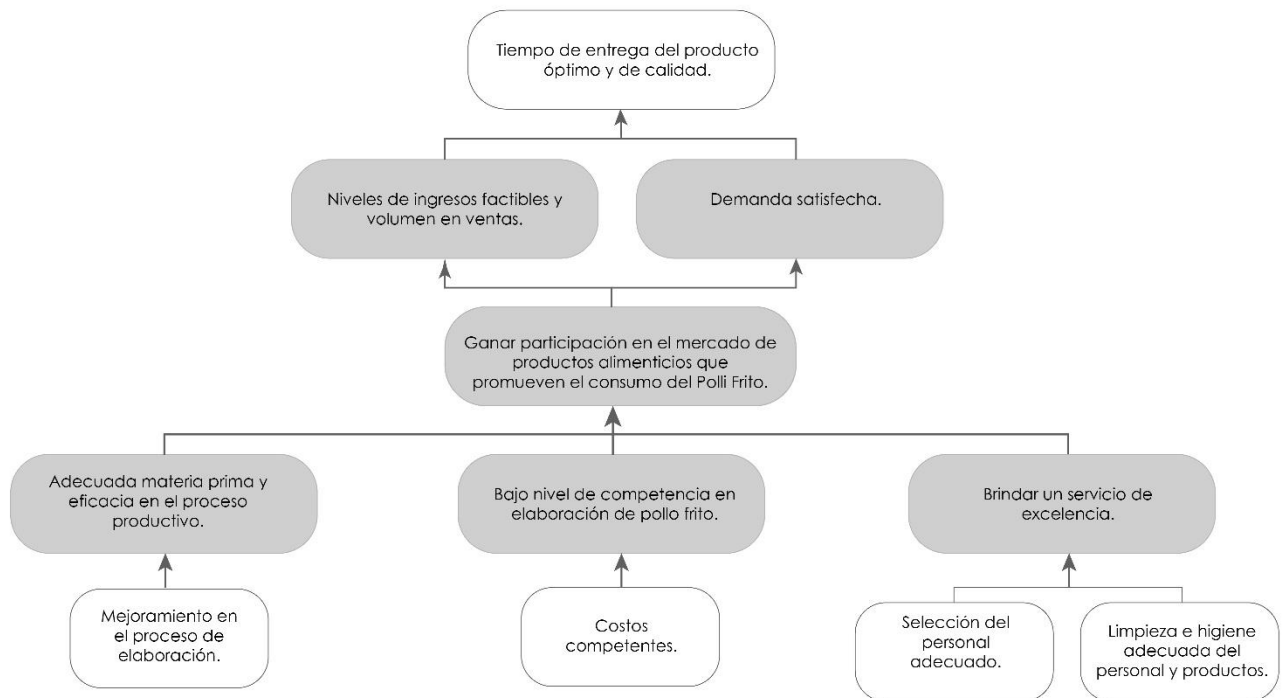 Tiempo de entrega del producto
óptimo y de calidad.
Niveles de ingresos factibles y
volumen en ventas.
Demanda satisfecha.
Ganar participación en el mercado de
productos alimenticios que
promueven el consumo del Polli Frito.
Adecuada materia prima y
eficacia en el proceso
productivo.
Bajo nivel de competencia en
elaboración de pollo frito.
Brindar un servicio de
excelencia.
Mejoramiento en
el proceso de
elaboración.
Costos
competentes.
Selección del
personal
adecuado.
Limpieza e higiene
adecuada del
personal y productos.